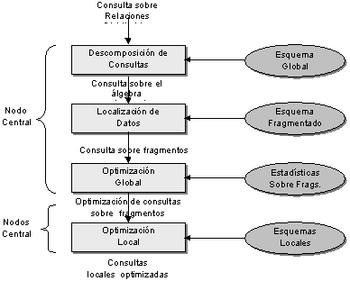 Consulta sobre
Relaciones
Descomposición de
Consultas
Esquema
Global
Consulta sobre el
álgebra
Nodo
Central
Localización de
Datos
Esquema
Fragmentado
Consulta sobre fragmentos
Optimización
Global
Estadísticas
Sobre Frags.
Optimización de consultas
sobre fragmentos
Nodos
Central
Optimización
Local
Esquemas
Locales
Consultas
locales optimizadas